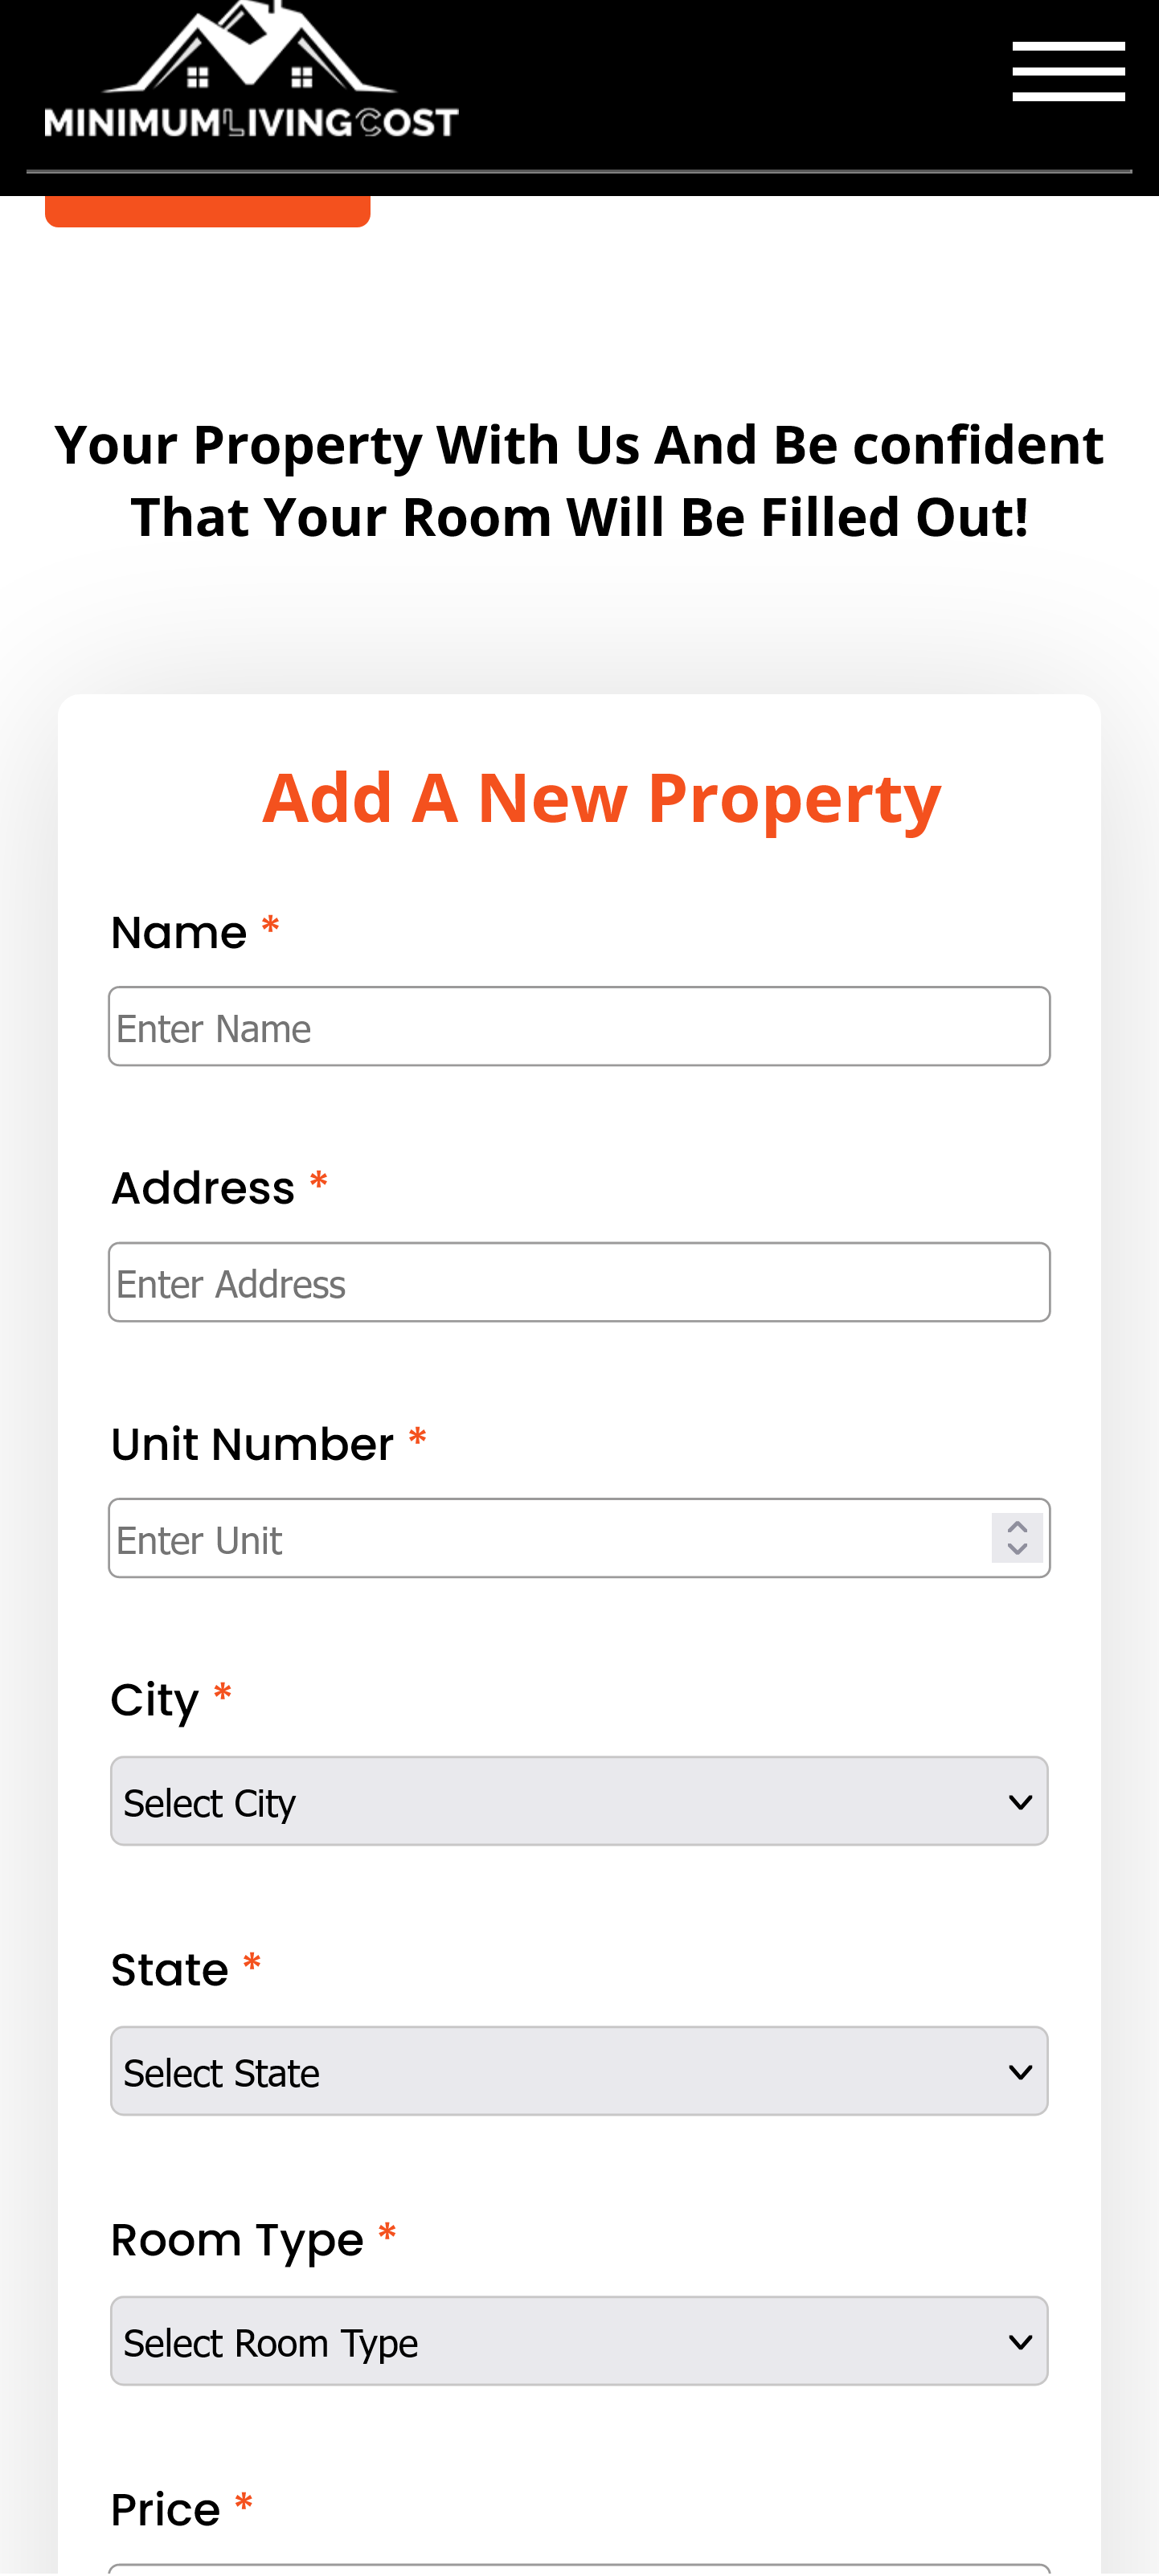 MINIMUMLIVINGCOST
Your Property With Us And Be confident
That Your Room Will Be Filled Out!
Add A New Property
Name *
Enter Name
Address *
Enter Address
Unit Number *
Enter Unit
City *
Select City
State *
Select State
Room Type *
Select Room Type
Price *